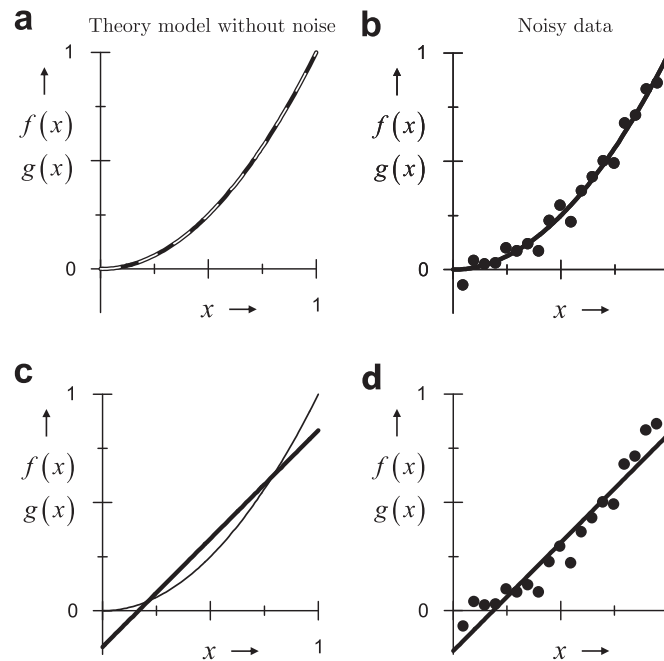 a
Theory model without noise
b
Noisy data
1
f(x)
g(x)
0
x
1
1
f(x)
g(x)
0
x
c
d
1
f(x)
g(x)
0
x
1
1
f(x)
g(x)
0
x